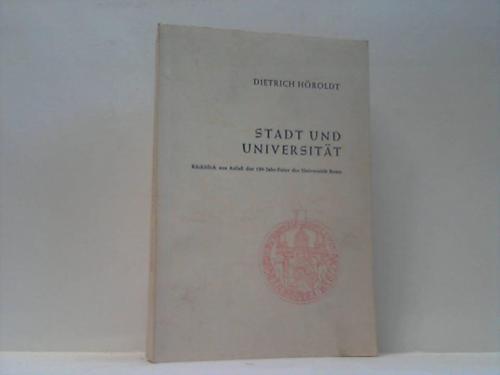 DIETRICH HÖROLDT
STADT UND
UNIVERSITÄT
Rückblick aus Anlaß der 150 Jahr-Feier der Universität Bonn